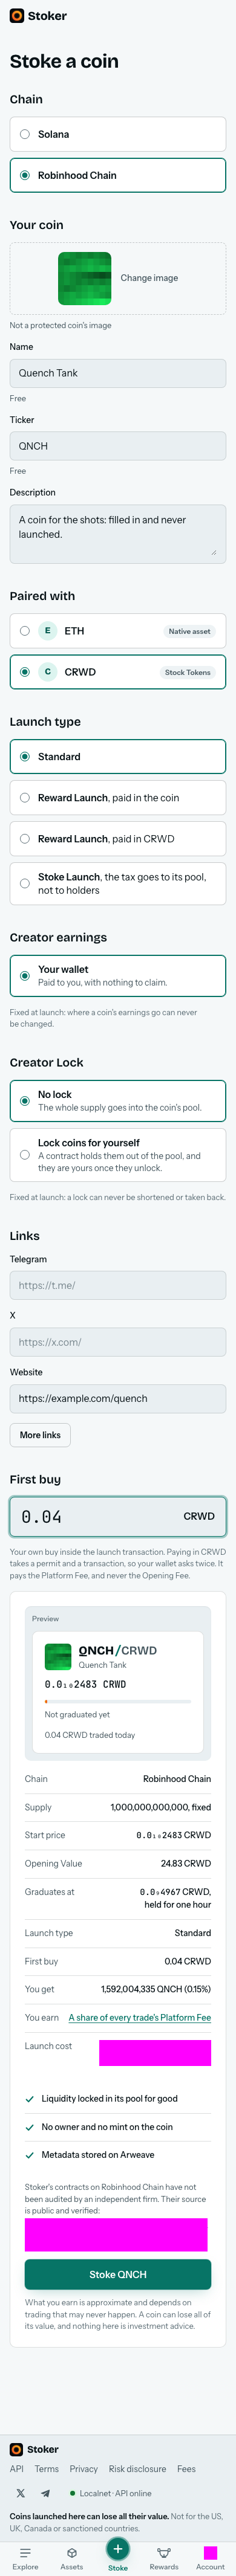 Stoker
Stoke a coin
Chain
Solana
Robinhood Chain
Your coin
Change image
Not a protected coin's image
Name
Quench Tank
Free
Ticker
QNCH
Free
Description
A coin for the shots: filled in and never
launched.
Paired with
E ETH Native asset
C CRWD Stock Tokens
Launch type
Standard
Reward Launch, paid in the coin
Reward Launch, paid in CRWD
Stoke Launch, the tax goes to its pool,
not to holders
Creator earnings
Your wallet
Paid to you, with nothing to claim.
Fixed at launch: where a coin's earnings go can never
be changed.
Creator Lock
No lock
The whole supply goes into the coin's pool.
Lock coins for yourself
A contract holds them out of the pool, and
they are yours once they unlock.
Fixed at launch: a lock can never be shortened or taken back.
Links
Telegram
https://t.me/
X
https://x.com/
Website
https://example.com/quench
More links
First buy
0.04 CRWD
Your own buy inside the launch transaction. Paying in CRWD
takes a permit and a transaction, so your wallet asks twice. It
pays the Platform Fee, and never the Opening Fee.
Preview
QNCH/CRWD
Quench Tank
0.0₁₀2483 CRWD
Not graduated yet
0.04 CRWD traded today
Chain Robinhood Chain
Supply 1,000,000,000,000, fixed
Start price 0.0₁₀2483 CRWD
Opening Value 24.83 CRWD
Graduates at 0.0₉4967 CRWD,
held for one hour
Launch type Standard
First buy 0.04 CRWD
You get 1,592,004,335 QNCH (0.15%)
You earn A share of every trade's Platform Fee
Launch cost
Liquidity locked in its pool for good
No owner and no mint on the coin
Metadata stored on Arweave
Stoker's contracts on Robinhood Chain have not
been audited by an independent firm. Their source
is public and verified:
Stoke QNCH
What you earn is approximate and depends on
trading that may never happen. A coin can lose all of
its value, and nothing here is investment advice.
Stoker
API Terms Privacy Risk disclosure Fees
Localnet · API online
Coins launched here can lose all their value. Not for the US,
UK, Canada or sanctioned countries.
Explore Assets Stoke Rewards Account